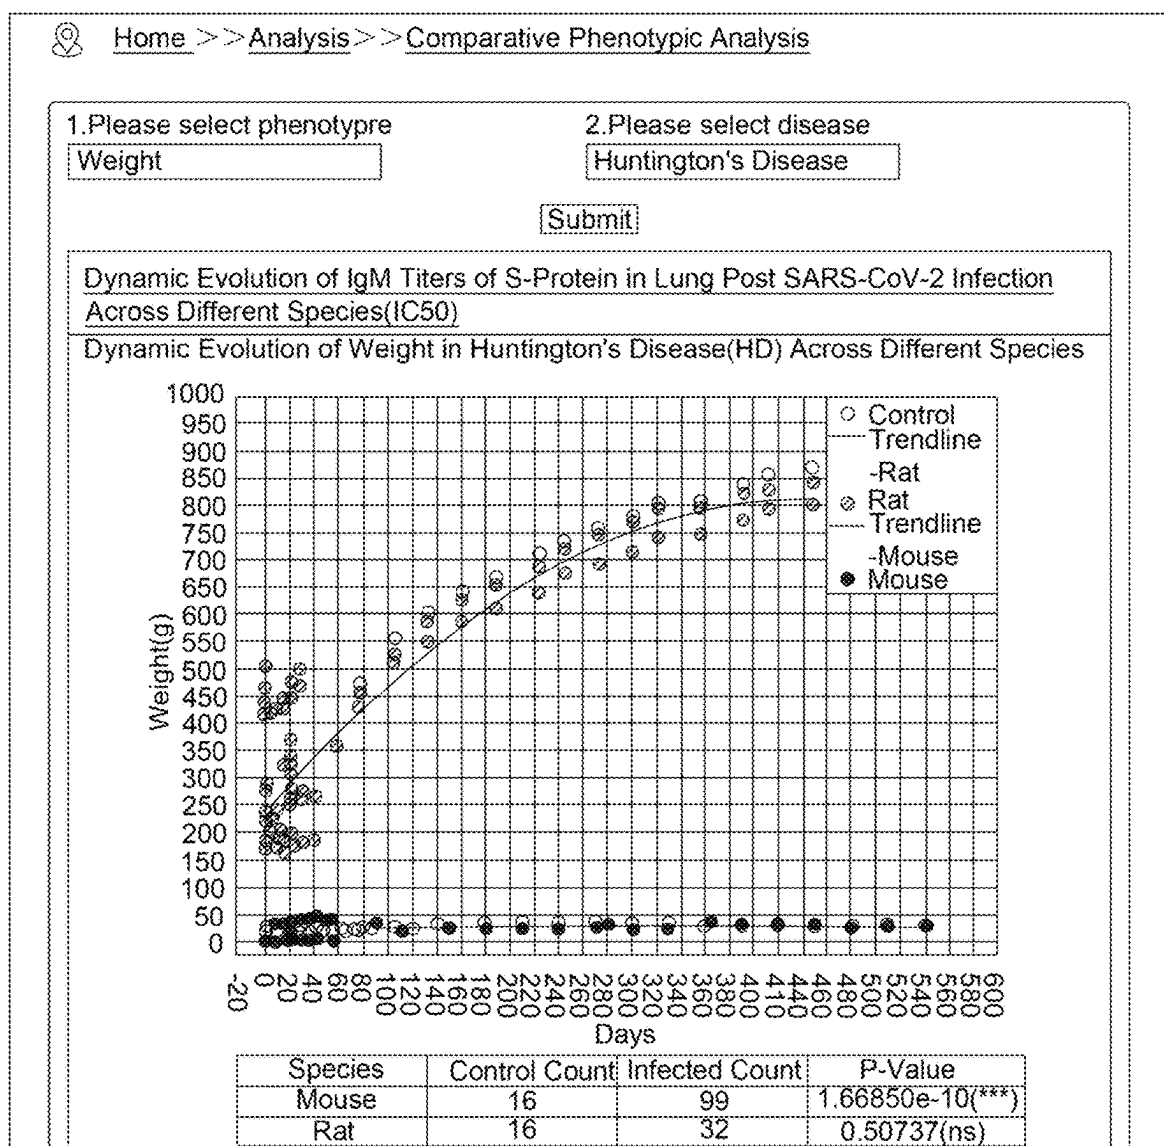 Home >>Analysis>>Comparative Phenotypic Analysis
1.Please select phenotypre
2.Please select disease
Weight
Huntington's Disease
Submit
Dynamic Evolution of IgM Titers of S-Protein in Lung Post SARS-CoV-2 Infection
Across Different Species(IC50)
Dynamic Evolution of Weight in Huntington's Disease(HD) Across Different Species
1000
950
900
850
800
750
700
650
600
550
500
450
400
350
300
250
200
150
100
50
0
Weight(g)
Control
Trendline
-Rat
Rat
Trendline
-Mouse
Mouse
-20 0 20 40 60 80 100 120 140 160 180 200 220 240 260 280 300 320 340 360 380 400 410 440 460 480 500 520 540 560 580 600
Days
Species Control Count Infected Count P-Value
Mouse 16 99 1.66850e-10(***)
Rat 16 32 0.50737(ns)